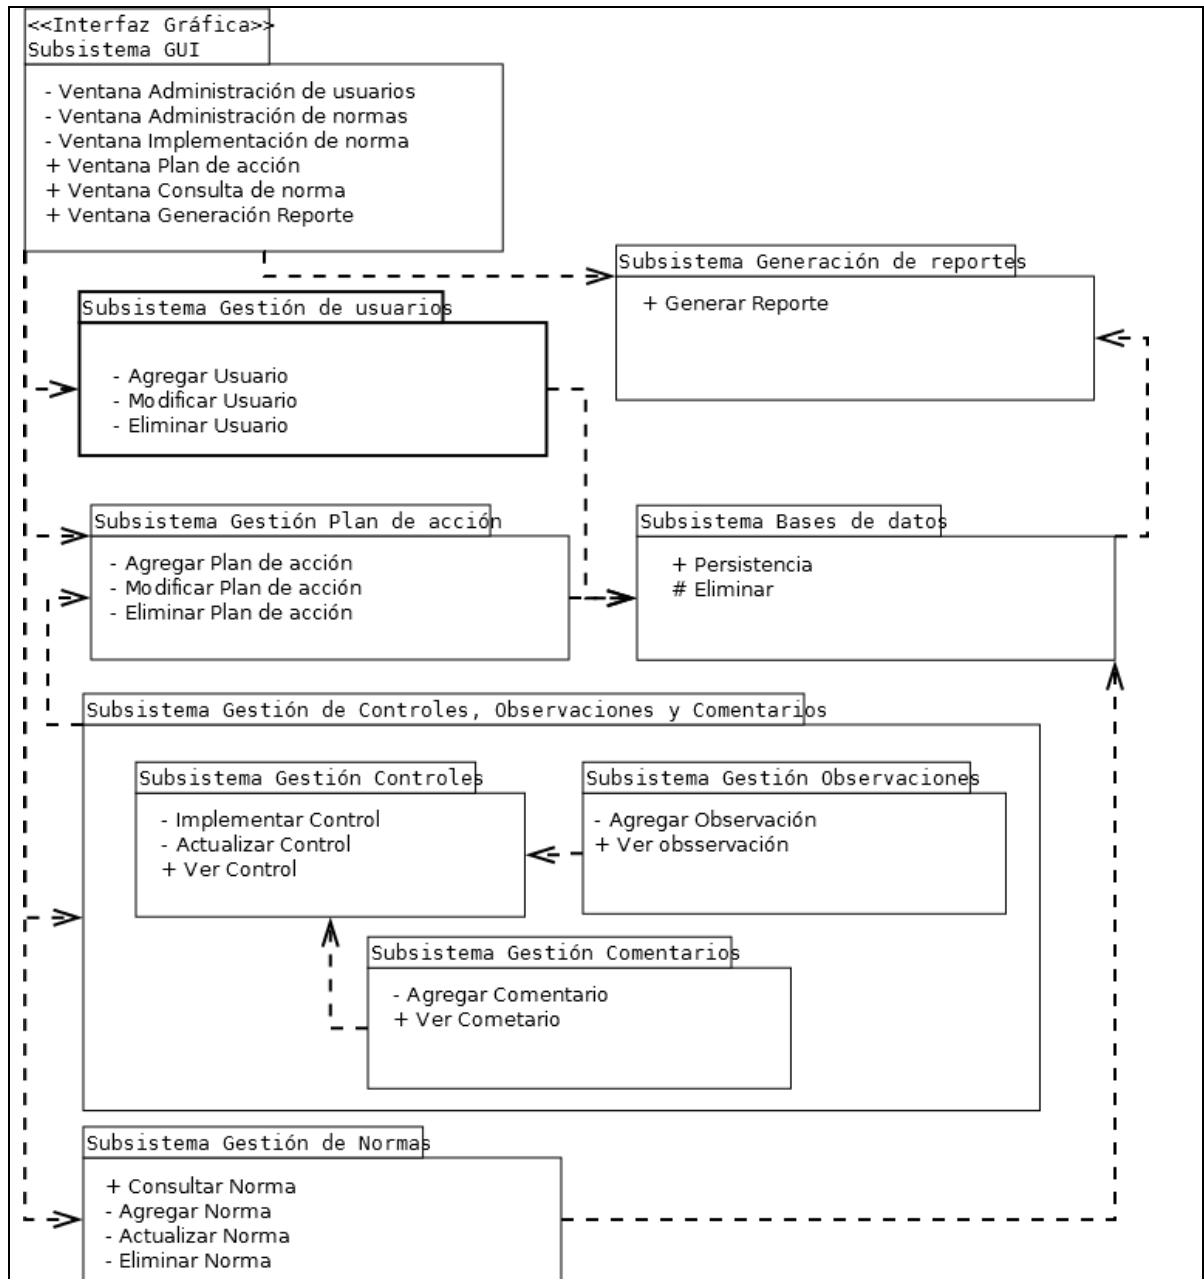 <<Interfaz Gráfica>>
Subsistema GUI
- Ventana Administración de usuarios
- Ventana Administración de normas
- Ventana Implementación de norma
+ Ventana Plan de acción
+ Ventana Consulta de norma
+ Ventana Generación Reporte
Subsistema Generación de reportes
+ Generar Reporte
Subsistema Gestión de usuarios
- Agregar Usuario
- Modificar Usuario
- Eliminar Usuario
Subsistema Gestión Plan de acción
- Agregar Plan de acción
- Modificar Plan de acción
- Eliminar Plan de acción
Subsistema Bases de datos
+ Persistencia
# Eliminar
Subsistema Gestión de Controles, Observaciones y Comentarios
Subsistema Gestión Controles
- Implementar Control
- Actualizar Control
+ Ver Control
Subsistema Gestión Observaciones
- Agregar Observación
+ Ver obsservación
Subsistema Gestión Comentarios
- Agregar Comentario
+ Ver Cometario
Subsistema Gestión de Normas
+ Consultar Norma
- Agregar Norma
- Actualizar Norma
- Eliminar Norma